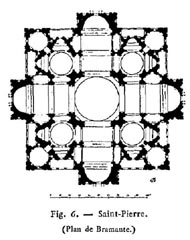 Fig. 6. — Saint-Pierre.
(Plan de Bramante.)